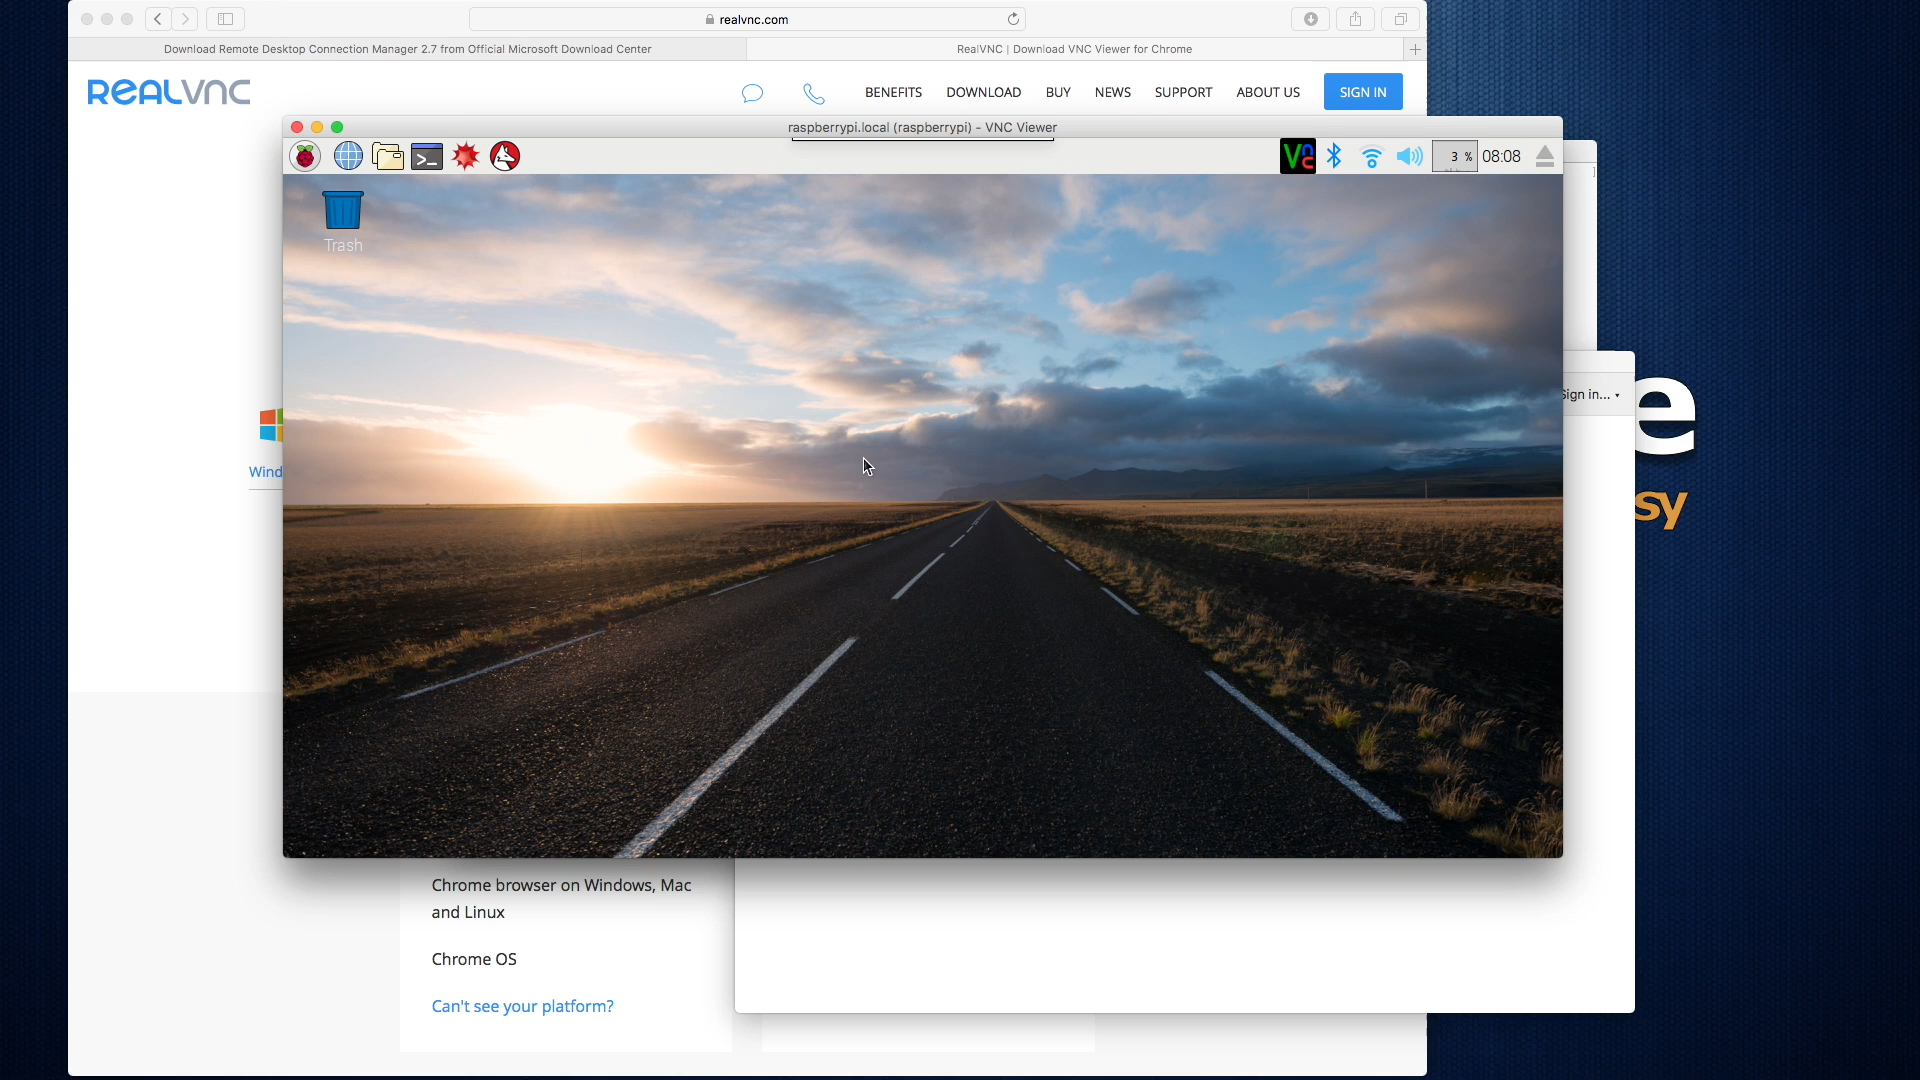 realvnc.com
Download Remote Desktop Connection Manager 2.7 from Official Microsoft Download Center
RealVNC | Download VNC Viewer for Chrome
REALVNC
BENEFITS
DOWNLOAD
BUY
NEWS
SUPPORT
ABOUT US
SIGN IN
raspberrypi.local (raspberrypi) - VNC Viewer
>_
Vnc
3 %
08:08
Trash
Sign in...
e
Wind
sy
Chrome browser on Windows, Mac
and Linux
Chrome OS
Can't see your platform?